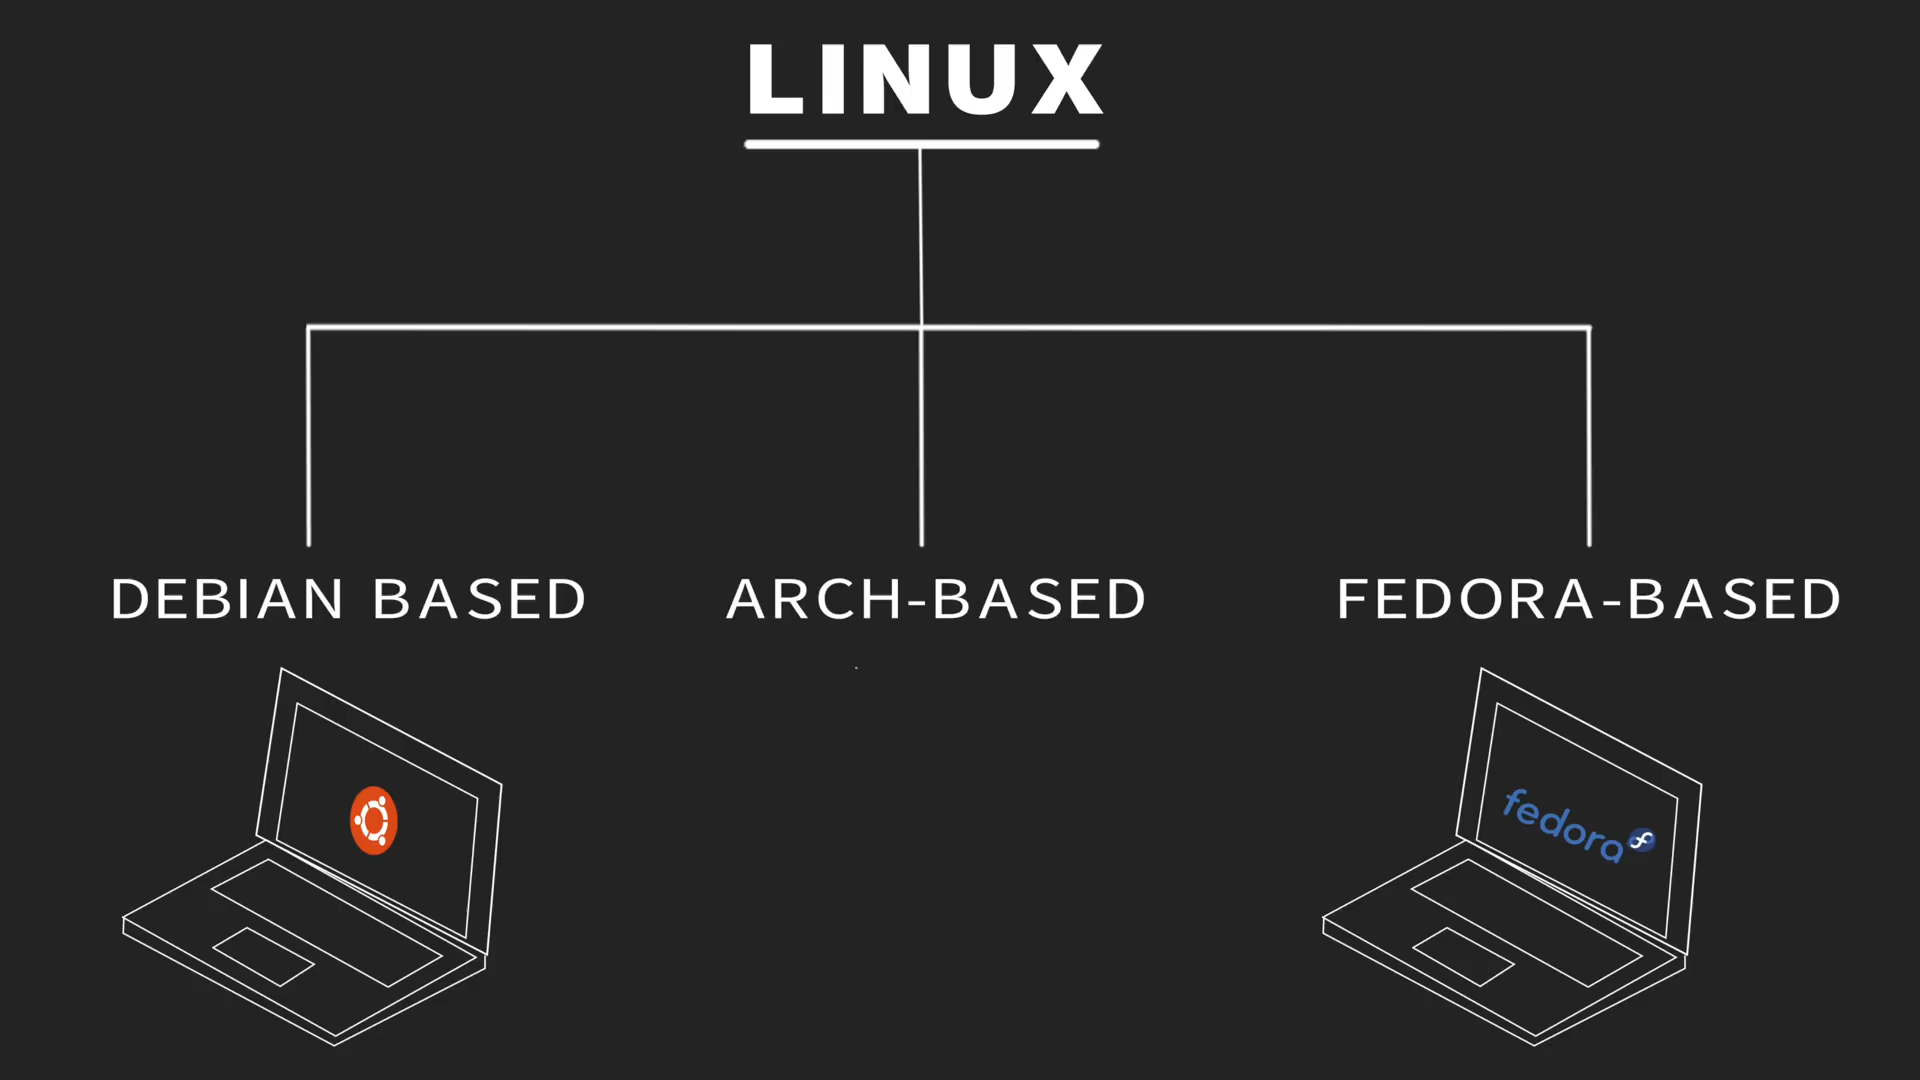 LINUX
DEBIAN BASED
ARCH-BASED
FEDORA-BASED
fedora